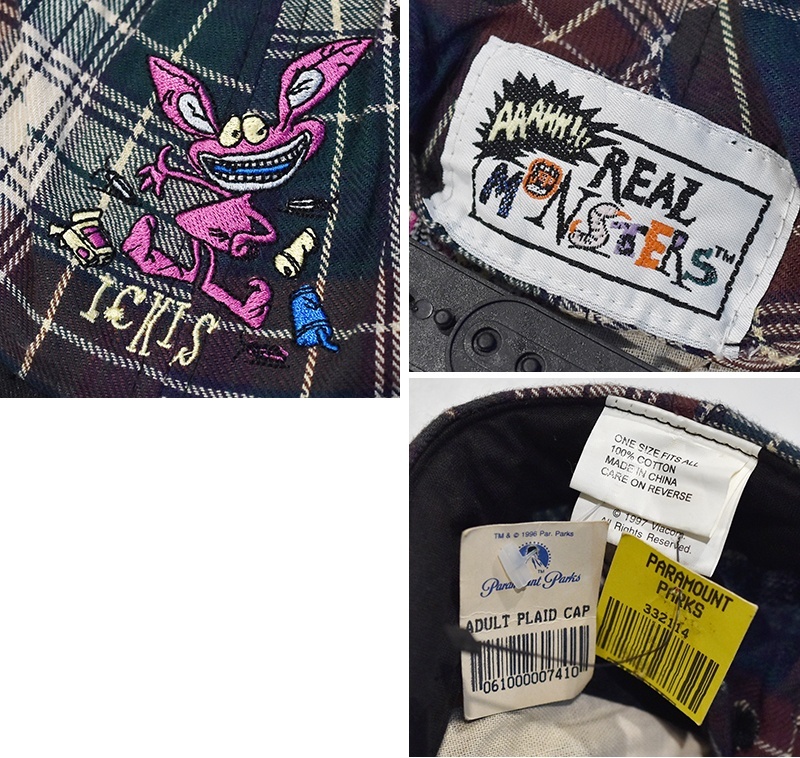 ICKIS
AAAHH!!!
REAL
MONSTERS™
ONE SIZE FITS ALL
100% COTTON
MADE IN CHINA
CARE ON REVERSE
© 1997 Viacom.
All Rights Reserved.
TM & © 1996 Par. Parks
Paramount Parks
ADULT PLAID CAP
061000007410
PARAMOUNT
PARKS
332114